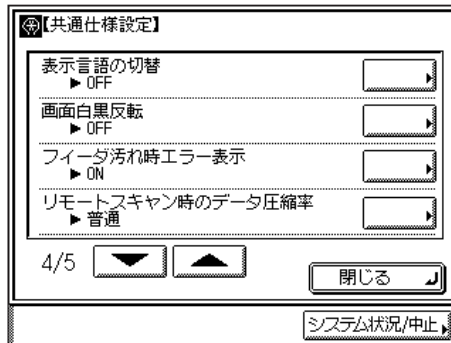 【共通仕様設定】
表示言語の切替
▶ OFF
画面白黒反転
▶ OFF
フィーダ汚れ時エラー表示
▶ ON
リモートスキャン時のデータ圧縮率
▶ 普通
4/5
閉じる
システム状況/中止